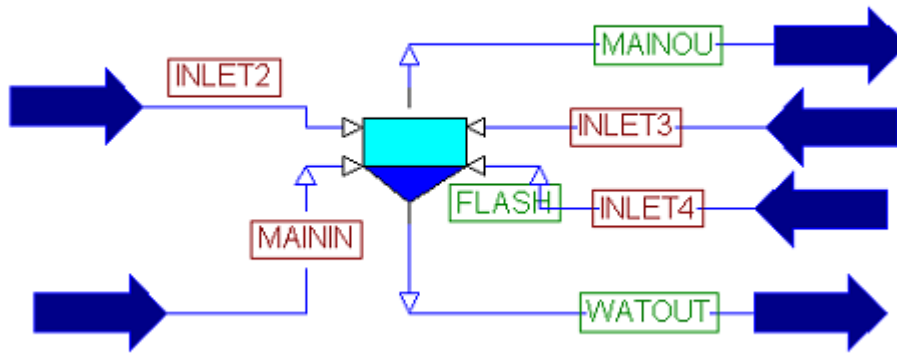 MAINOU
INLET2
INLET3
FLASH
INLET4
MAININ
WATOUT